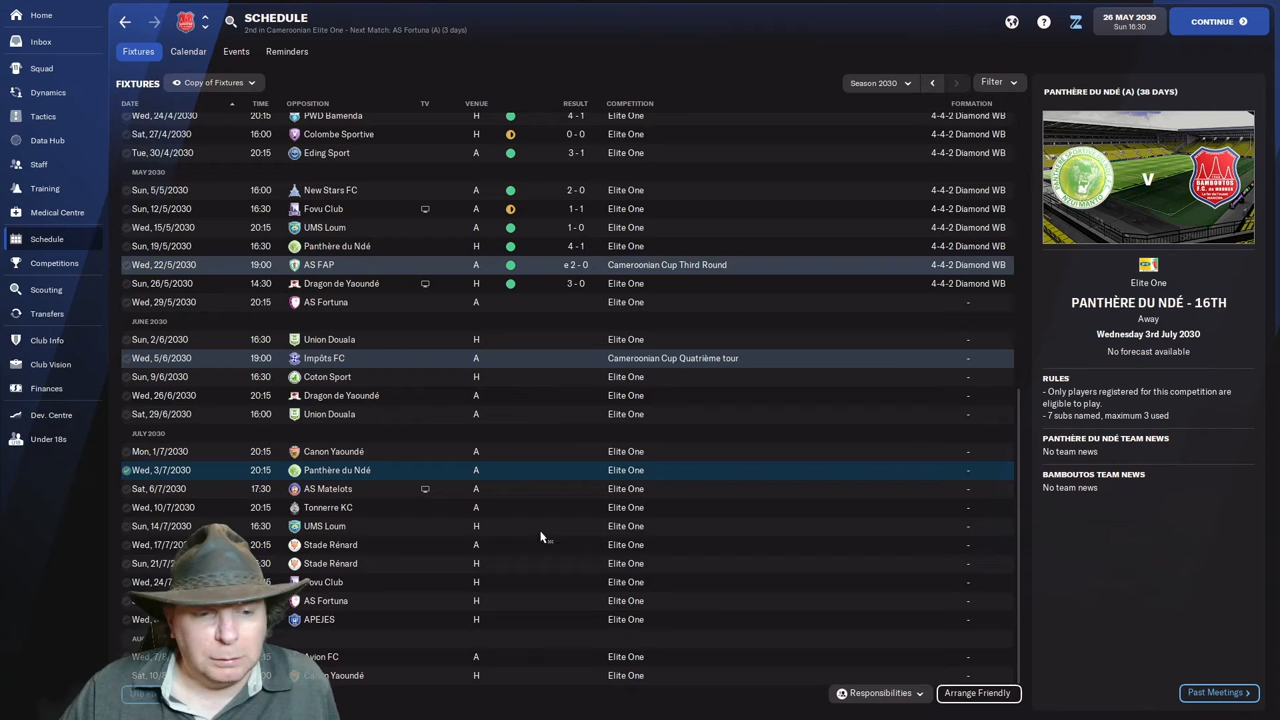 Home
Inbox
Squad
Dynamics
Tactics
Data Hub
Staff
Training
Medical Centre
Schedule
Competitions
Scouting
Transfers
Club Info
Club Vision
Finances
Dev. Centre
Under 18s
SCHEDULE
2nd in Cameroonian Elite One - Next Match: AS Fortuna (A) (3 days)
26 MAY 2030
Sun 16:30
CONTINUE
Fixtures Calendar Events Reminders
FIXTURES Copy of Fixtures Season 2030 Filter
DATE TIME OPPOSITION TV VENUE RESULT COMPETITION FORMATION
Wed, 24/4/2030 20:15 PWD Bamenda H 4 - 1 Elite One 4-4-2 Diamond WB
Sat, 27/4/2030 16:00 Colombe Sportive H 0 - 0 Elite One 4-4-2 Diamond WB
Tue, 30/4/2030 20:15 Eding Sport A 3 - 1 Elite One 4-4-2 Diamond WB
MAY 2030
Sun, 5/5/2030 16:00 New Stars FC A 2 - 0 Elite One 4-4-2 Diamond WB
Sun, 12/5/2030 16:30 Fovu Club A 1 - 1 Elite One 4-4-2 Diamond WB
Wed, 15/5/2030 20:15 UMS Loum A 1 - 0 Elite One 4-4-2 Diamond WB
Sun, 19/5/2030 16:30 Panthère du Ndé H 4 - 1 Elite One 4-4-2 Diamond WB
Wed, 22/5/2030 19:00 AS FAP A e 2 - 0 Cameroonian Cup Third Round 4-4-2 Diamond WB
Sun, 26/5/2030 14:30 Dragon de Yaoundé H 3 - 0 Elite One 4-4-2 Diamond WB
Wed, 29/5/2030 20:15 AS Fortuna A Elite One -
JUNE 2030
Sun, 2/6/2030 16:30 Union Douala H Elite One -
Wed, 5/6/2030 19:00 Impôts FC A Cameroonian Cup Quatrième tour -
Sun, 9/6/2030 16:30 Coton Sport H Elite One -
Wed, 26/6/2030 20:15 Dragon de Yaoundé A Elite One -
Sat, 29/6/2030 16:00 Union Douala A Elite One -
JULY 2030
Mon, 1/7/2030 20:15 Canon Yaoundé A Elite One -
Wed, 3/7/2030 20:15 Panthère du Ndé A Elite One -
Sat, 6/7/2030 17:30 AS Matelots A Elite One -
Wed, 10/7/2030 20:15 Tonnerre KC A Elite One -
Sun, 14/7/2030 16:30 UMS Loum H Elite One -
Wed, 17/7/ 20:15 Stade Rénard A Elite One -
Sun, 21/7 Stade Rénard H Elite One -
Wed, 24/7 Club H Elite One -
AS Fortuna H Elite One -
Wed, APEJES H Elite One -
Wed, Avion FC A Elite One -
Sat, 10/ Yaoundé H Elite One -
Responsibilities Arrange Friendly
PANTHÈRE DU NDÉ (A) (38 DAYS)
V
Elite One
PANTHÈRE DU NDÉ - 16TH
Away
Wednesday 3rd July 2030
No forecast available
RULES
- Only players registered for this competition are
eligible to play.
- 7 subs named, maximum 3 used
PANTHÈRE DU NDÉ TEAM NEWS
No team news
BAMBOUTOS TEAM NEWS
No team news
Past Meetings